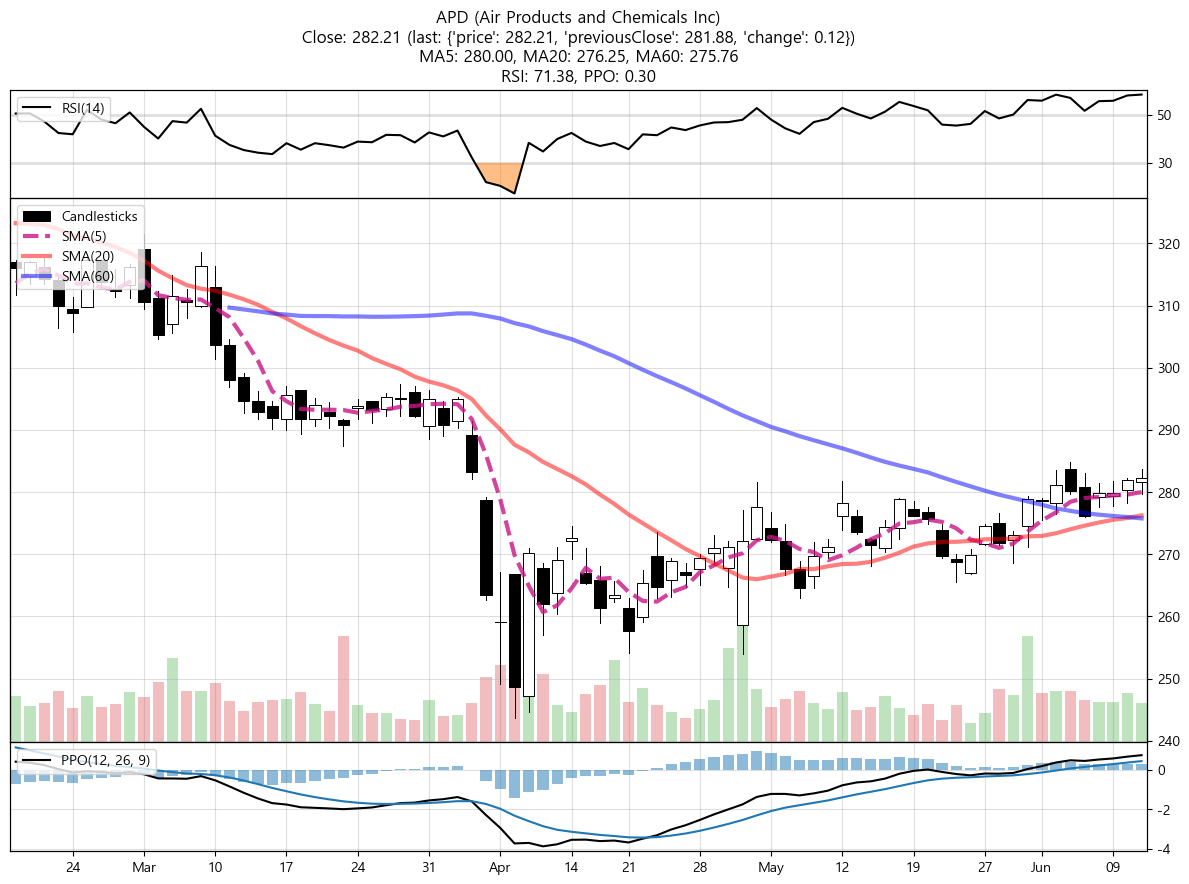 APD (Air Products and Chemicals Inc)
Close: 282.21 (last: {'price': 282.21, 'previousClose': 281.88, 'change': 0.12})
MA5: 280.00, MA20: 276.25, MA60: 275.76
RSI: 71.38, PPO: 0.30
RSI(14)
50
30
Candlesticks
SMA(5)
SMA(20)
SMA(60)
320
310
300
290
280
270
260
250
240
PPO(12, 26, 9)
0
-2
-4
24 Mar 10 17 24 31 Apr 14 21 28 May 12 19 27 Jun 09